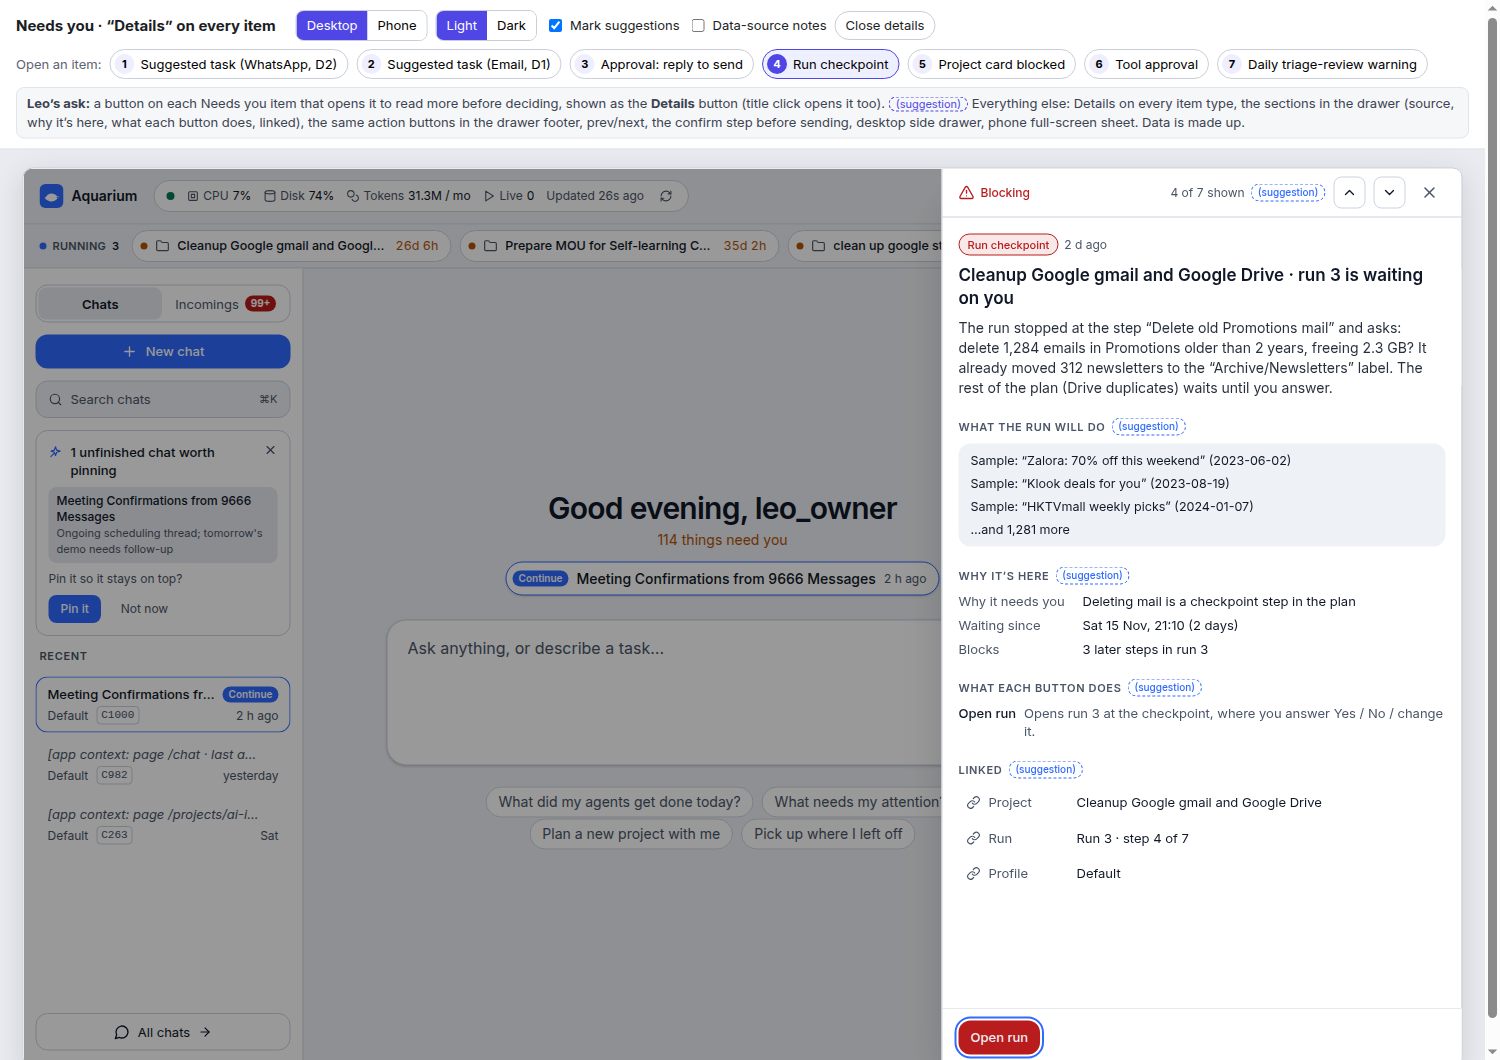 Needs you · “Details” on every item
Desktop Phone Light Dark Mark suggestions Data-source notes Close details
Open an item: 1 Suggested task (WhatsApp, D2) 2 Suggested task (Email, D1) 3 Approval: reply to send 4 Run checkpoint 5 Project card blocked 6 Tool approval 7 Daily triage-review warning
Leo’s ask: a button on each Needs you item that opens it to read more before deciding, shown as the Details button (title click opens it too). (suggestion) Everything else: Details on every item type, the sections in the drawer (source,
why it’s here, what each button does, linked), the same action buttons in the drawer footer, prev/next, the confirm step before sending, desktop side drawer, phone full-screen sheet. Data is made up.
Aquarium CPU 7% Disk 74% Tokens 31.3M / mo Live 0 Updated 26s ago
RUNNING 3 Cleanup Google gmail and Googl... 26d 6h Prepare MOU for Self-learning C... 35d 2h clean up google st
Chats Incomings 99+
New chat
Search chats ⌘K
1 unfinished chat worth
pinning
Meeting Confirmations from 9666
Messages
Ongoing scheduling thread; tomorrow's
demo needs follow-up
Pin it so it stays on top?
Pin it Not now
RECENT
Meeting Confirmations fr... Continue
Default C1000 2 h ago
[app context: page /chat · last a...
Default C982 yesterday
[app context: page /projects/ai-i...
Default C263 Sat
All chats
Good evening, leo_owner
114 things need you
Continue Meeting Confirmations from 9666 Messages 2 h ago
Ask anything, or describe a task...
What did my agents get done today? What needs my attention?
Plan a new project with me Pick up where I left off
Blocking 4 of 7 shown (suggestion)
Run checkpoint 2 d ago
Cleanup Google gmail and Google Drive · run 3 is waiting
on you
The run stopped at the step “Delete old Promotions mail” and asks:
delete 1,284 emails in Promotions older than 2 years, freeing 2.3 GB? It
already moved 312 newsletters to the “Archive/Newsletters” label. The
rest of the plan (Drive duplicates) waits until you answer.
WHAT THE RUN WILL DO (suggestion)
Sample: “Zalora: 70% off this weekend” (2023-06-02)
Sample: “Klook deals for you” (2023-08-19)
Sample: “HKTVmall weekly picks” (2024-01-07)
...and 1,281 more
WHY IT’S HERE (suggestion)
Why it needs you Deleting mail is a checkpoint step in the plan
Waiting since Sat 15 Nov, 21:10 (2 days)
Blocks 3 later steps in run 3
WHAT EACH BUTTON DOES (suggestion)
Open run Opens run 3 at the checkpoint, where you answer Yes / No / change
it.
LINKED (suggestion)
Project Cleanup Google gmail and Google Drive
Run Run 3 · step 4 of 7
Profile Default
Open run